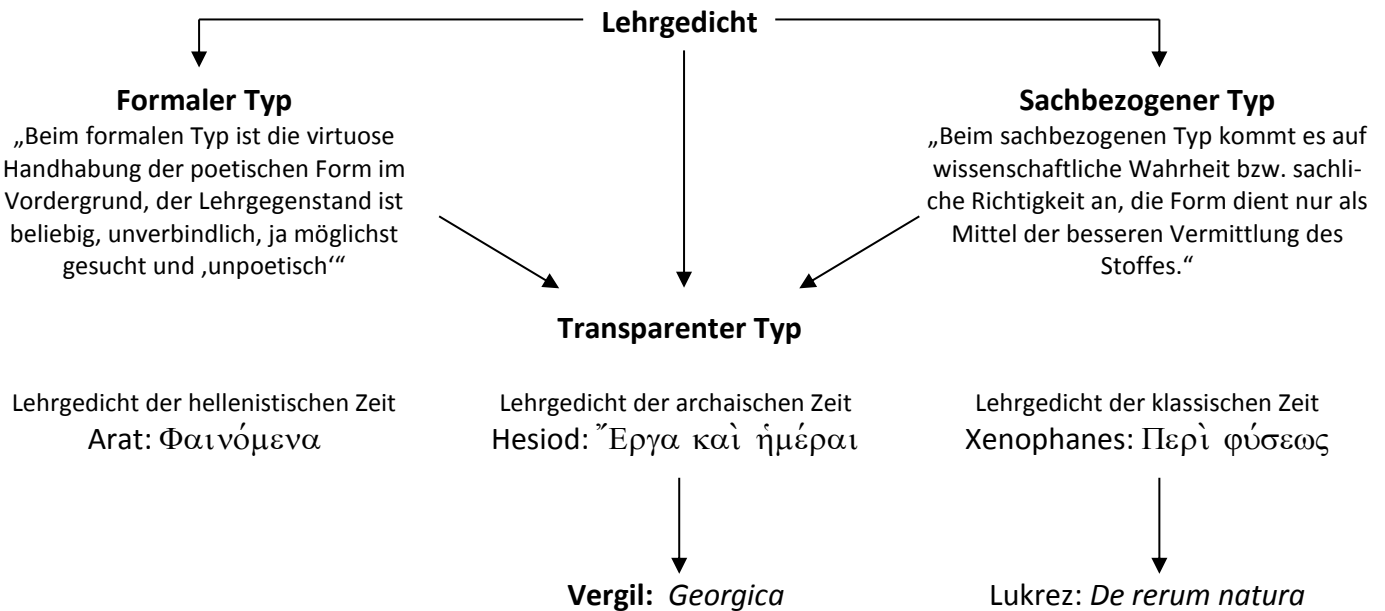 Lehrgedicht
Formaler Typ
„Beim formalen Typ ist die virtuose
Handhabung der poetischen Form im
Vordergrund, der Lehrgegenstand ist
beliebig, unverbindlich, ja möglichst
gesucht und ‚unpoetisch‘“
Sachbezogener Typ
„Beim sachbezogenen Typ kommt es auf
wissenschaftliche Wahrheit bzw. sachli-
che Richtigkeit an, die Form dient nur als
Mittel der besseren Vermittlung des
Stoffes.“
Transparenter Typ
Lehrgedicht der hellenistischen Zeit
Arat: Φαινόμενα
Lehrgedicht der archaischen Zeit
Hesiod: Ἔργα καὶ ἡμέραι
Lehrgedicht der klassischen Zeit
Xenophanes: Περὶ φύσεως
Vergil: Georgica
Lukrez: De rerum natura